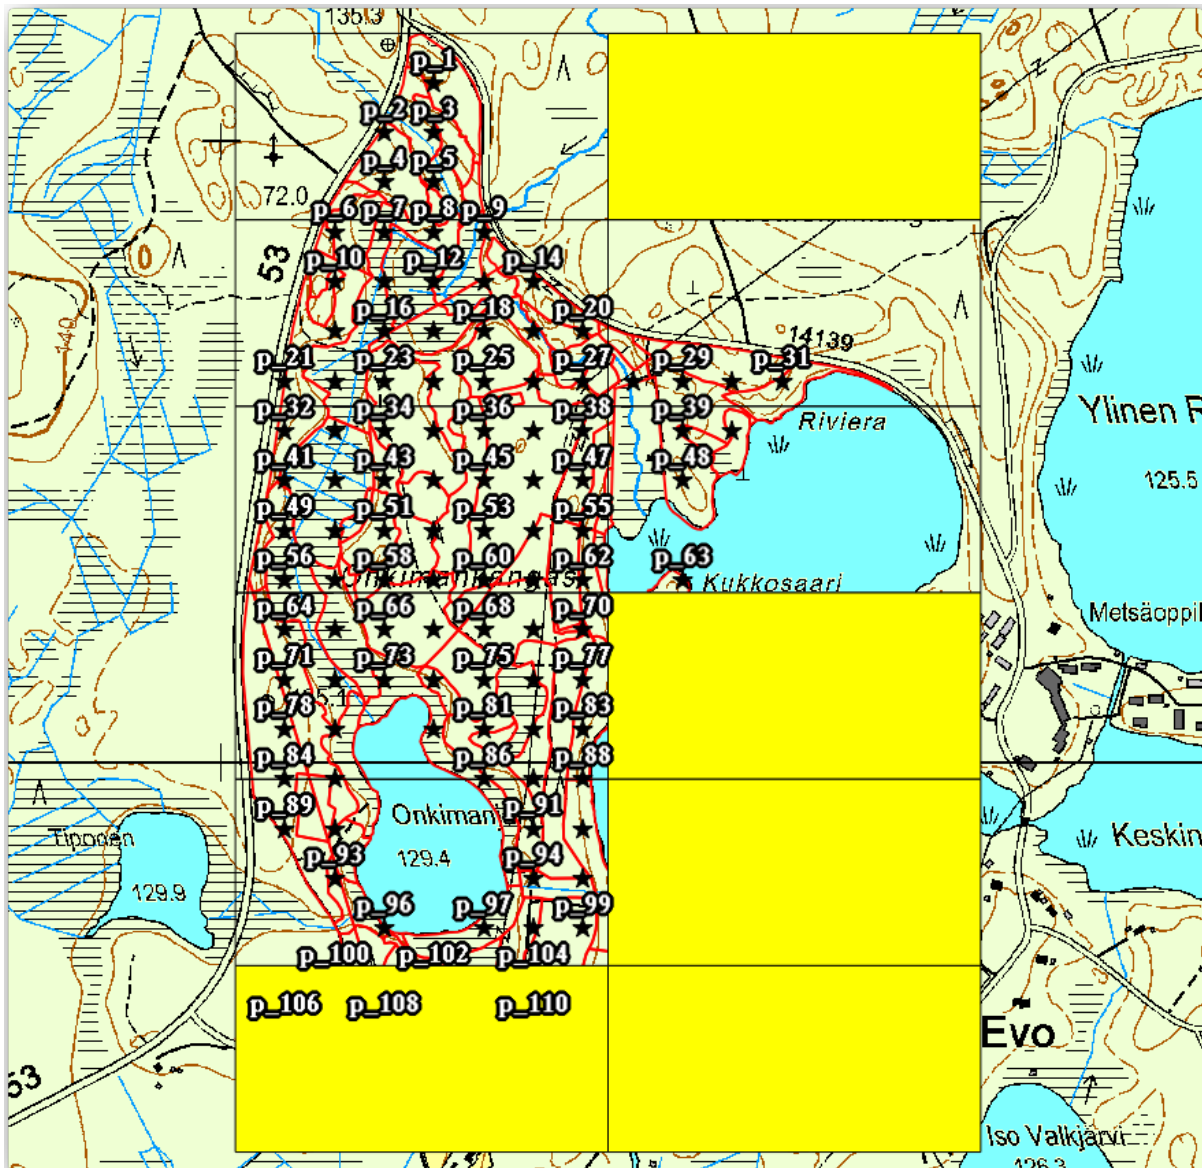 135.3
p_1
p_2 p_3
p_4 p_5
72.0
p_6 p_7 p_8 p_9
53
p_10 p_12 p_14
p_16 p_18 p_20
140
14139
p_21 p_23 p_25 p_27 p_29 p_31
p_32 p_34 p_36 p_38 p_39
Riviera
Ylinen R
p_41 p_43 p_45 p_47 p_48
125.5
p_49 p_51 p_53 p_55
p_56 p_58 p_60 p_62 p_63
Kukkosaari
p_64 p_66 p_68 p_70
Metsäoppil
p_71 p_73 p_75 p_77
p_78 p_81 p_83
p_84 p_86 p_88
p_89 p_91
Onkiman
Keskin
129.4
p_93 p_94
129.9
p_96 p_97 p_99
p_100 p_102 p_104
p_106 p_108 p_110
Evo
53
Iso Valkjärvi
126.3